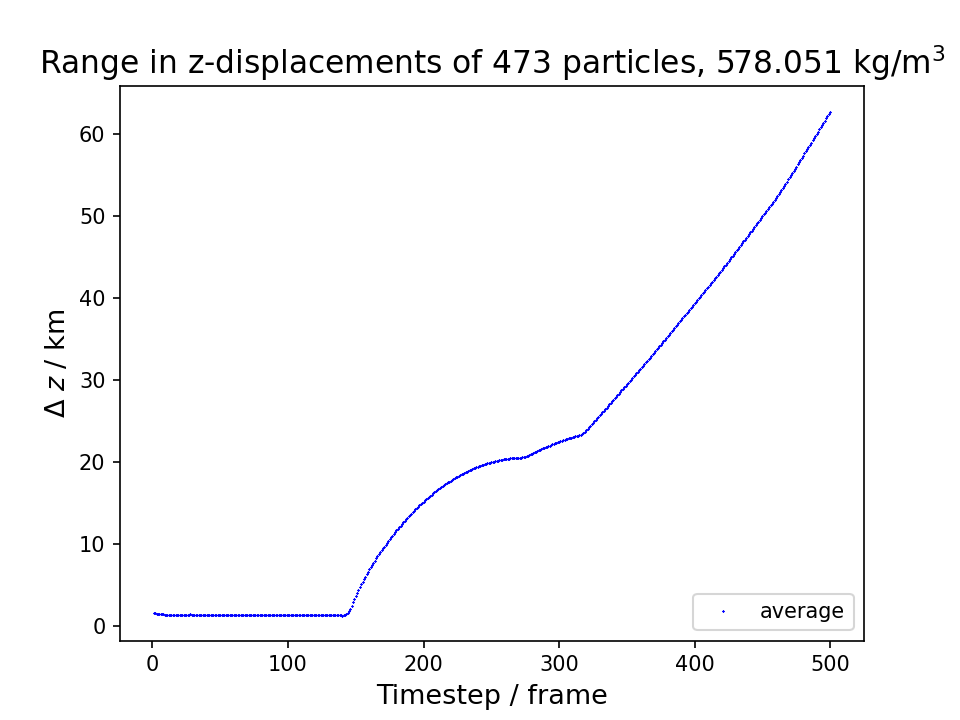 Range in z-displacements of 473 particles, 578.051 kg/m³
60
50
40
30
20
10
0
Δ z / km
average
0 100 200 300 400 500
Timestep / frame